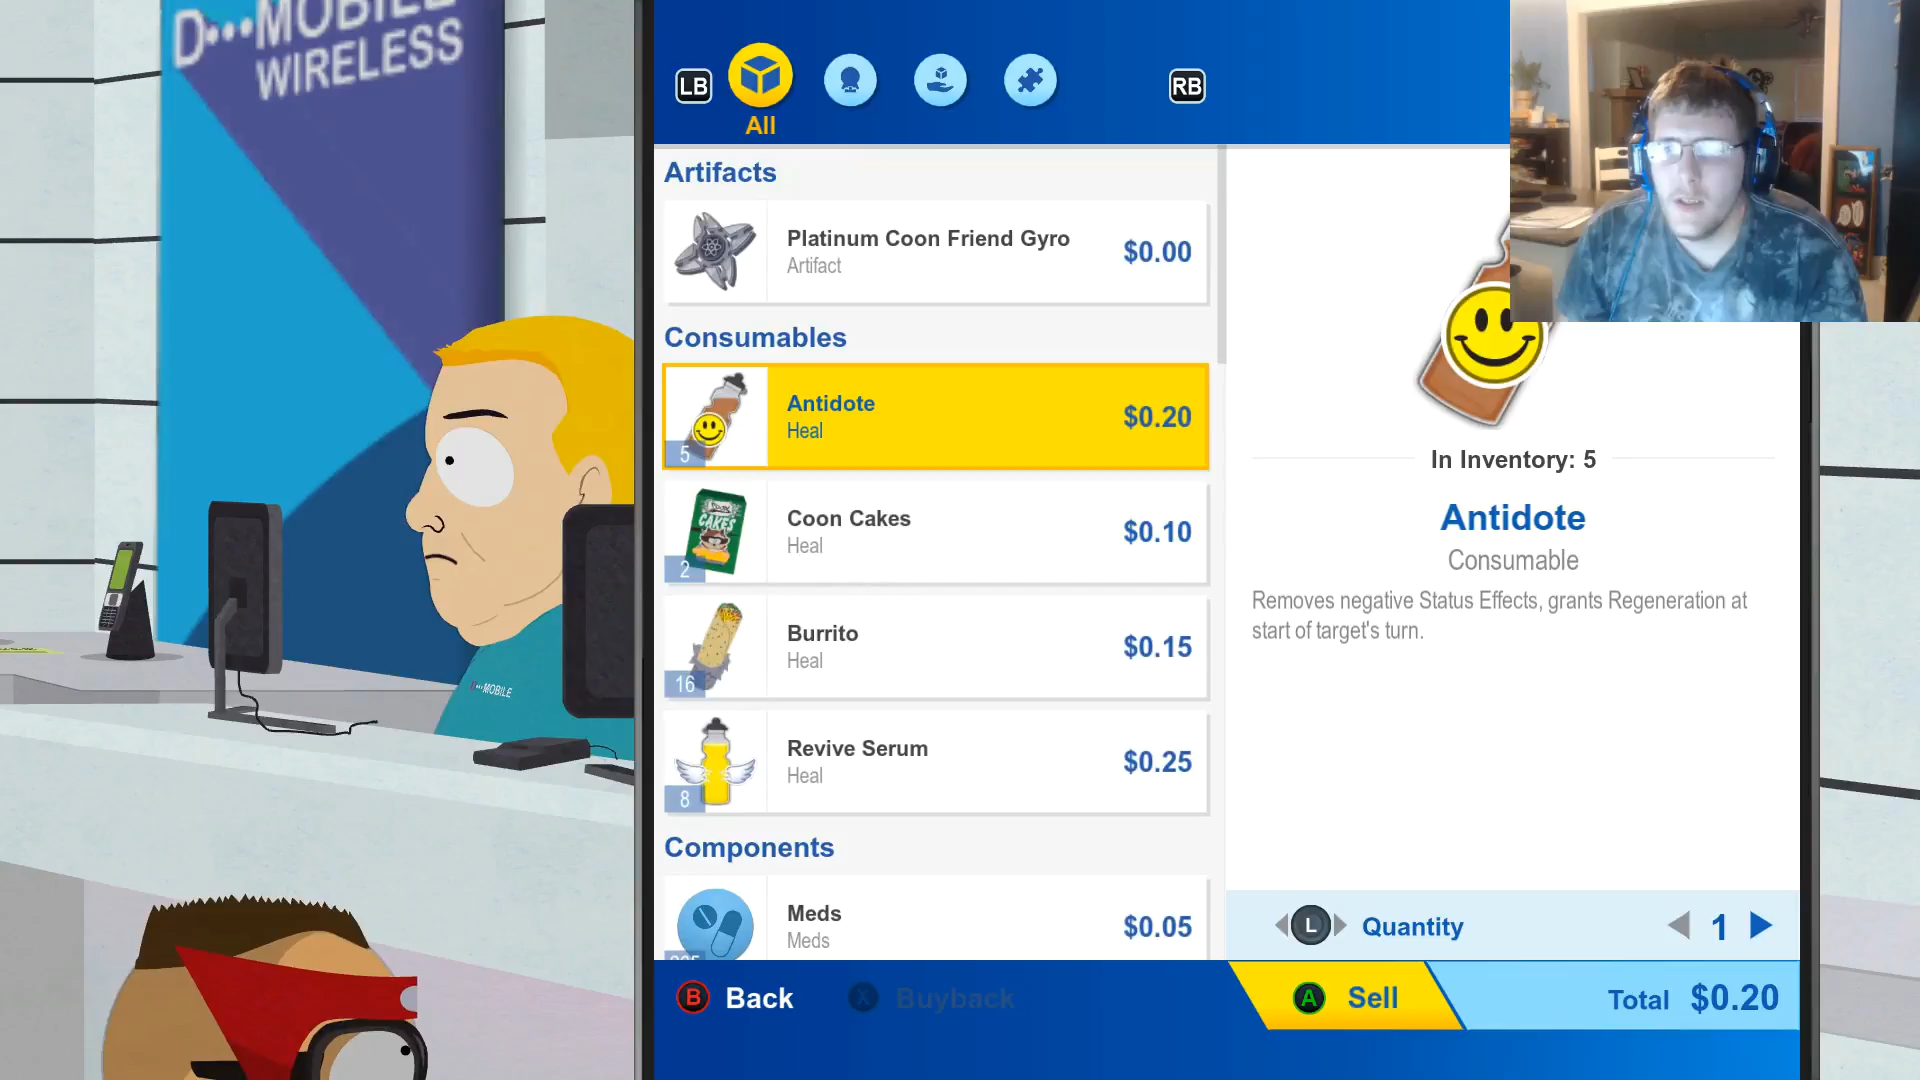 D···MOBILE
WIRELESS
LB
All
RB
Artifacts
Platinum Coon Friend Gyro
Artifact
$0.00
Consumables
Antidote
Heal
$0.20
5
CAKES
Coon Cakes
Heal
$0.10
2
Burrito
Heal
$0.15
16
Revive Serum
Heal
$0.25
8
Components
Meds
Meds
$0.05
In Inventory: 5
Antidote
Consumable
Removes negative Status Effects, grants Regeneration at
start of target's turn.
L Quantity 1
B Back
X Buyback
A Sell
Total $0.20
D···MOBILE